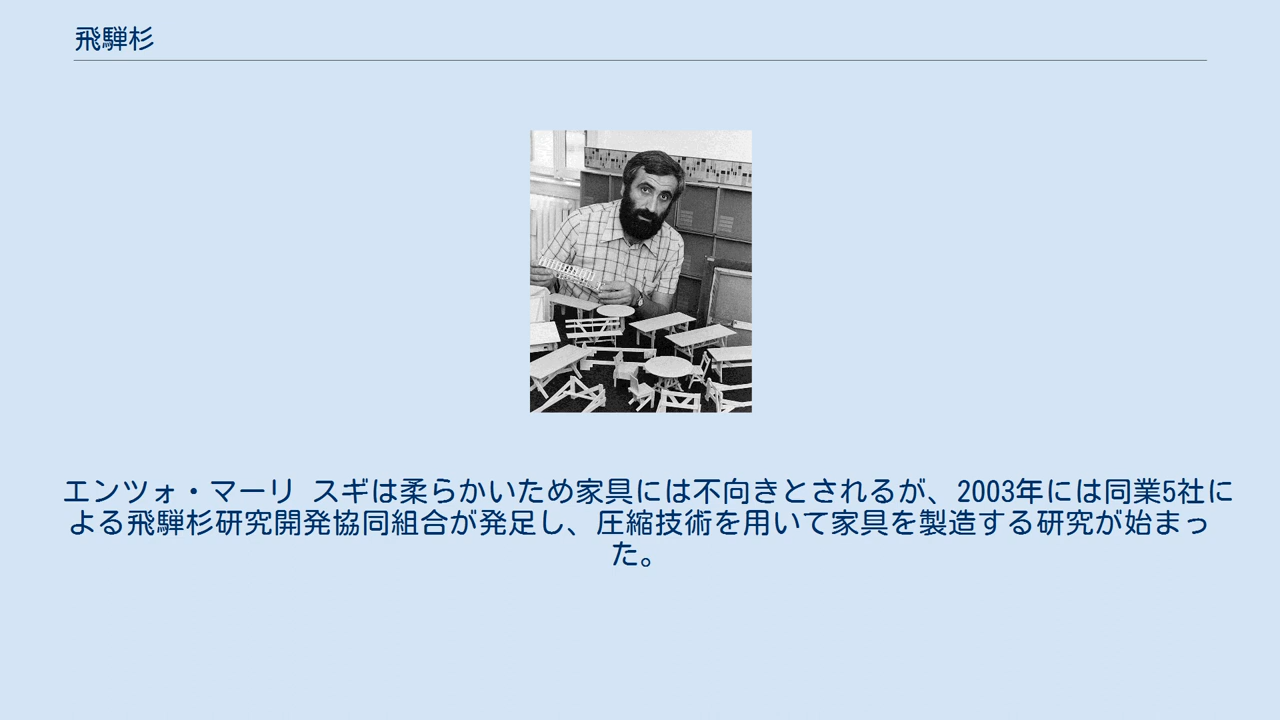 飛騨杉
エンツォ・マーリ スギは柔らかいため家具には不向きとされるが、2003年には同業5社に
よる飛騨杉研究開発協同組合が発足し、圧縮技術を用いて家具を製造する研究が始まっ
た。